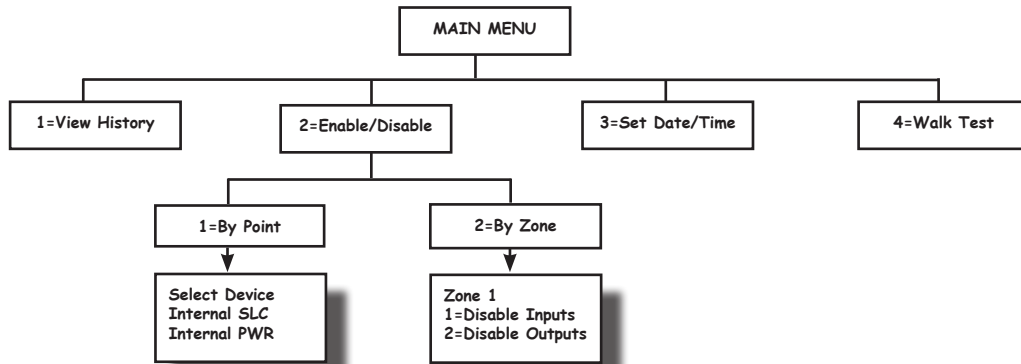 MAIN MENU
1=View History
2=Enable/Disable
3=Set Date/Time
4=Walk Test
1=By Point
2=By Zone
Select Device
Internal SLC
Internal PWR
Zone 1
1=Disable Inputs
2=Disable Outputs